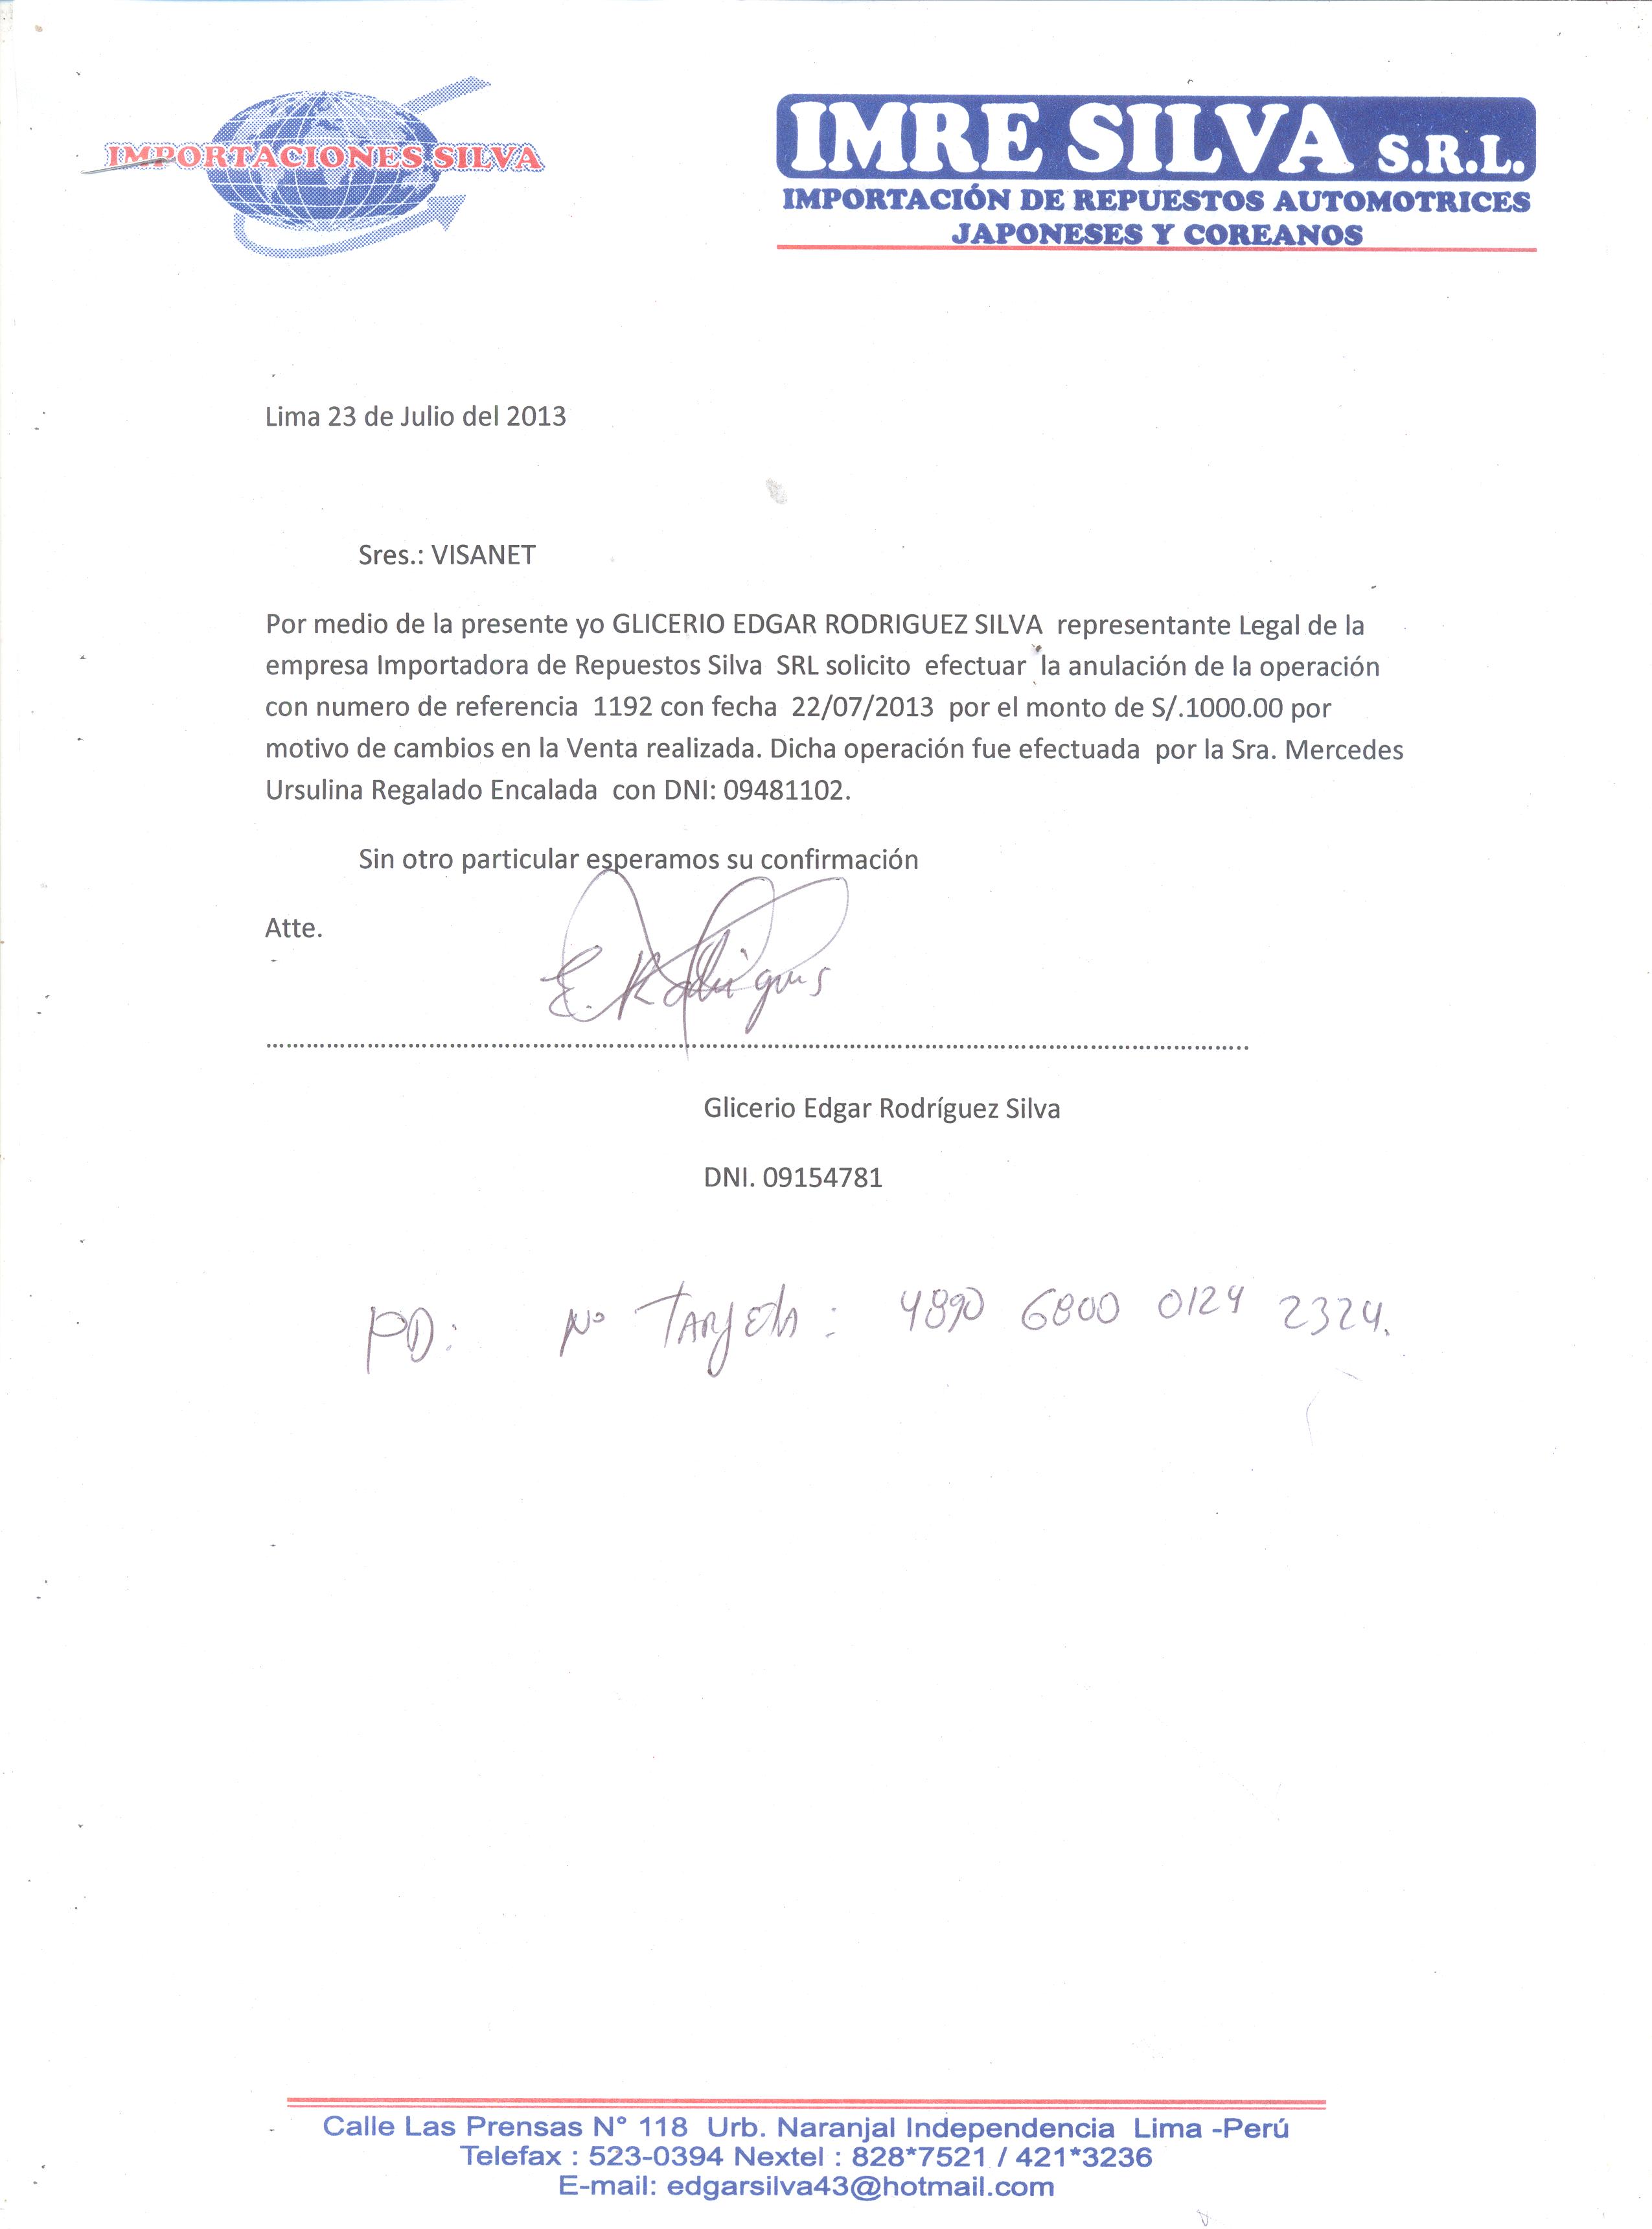 IMPORTACIONES SILVA
IMRE SILVA S.R.L.
IMPORTACIÓN DE REPUESTOS AUTOMOTRICES
JAPONESES Y COREANOS
Lima 23 de Julio del 2013
Sres.: VISANET
Por medio de la presente yo GLICERIO EDGAR RODRIGUEZ SILVA representante Legal de la
empresa Importadora de Repuestos Silva SRL solicito efectuar la anulación de la operación
con numero de referencia 1192 con fecha 22/07/2013 por el monto de S/.1000.00 por
motivo de cambios en la Venta realizada. Dicha operación fue efectuada por la Sra. Mercedes
Ursulina Regalado Encalada con DNI: 09481102.
Sin otro particular esperamos su confirmación
Atte.
E. Rodrigues
Glicerio Edgar Rodríguez Silva
DNI. 09154781
PD: Nº Tarjeta: 4890 6800 0124 2324.
Calle Las Prensas N° 118 Urb. Naranjal Independencia Lima -Perú
Telefax : 523-0394 Nextel : 828*7521 / 421*3236
E-mail: edgarsilva43@hotmail.com